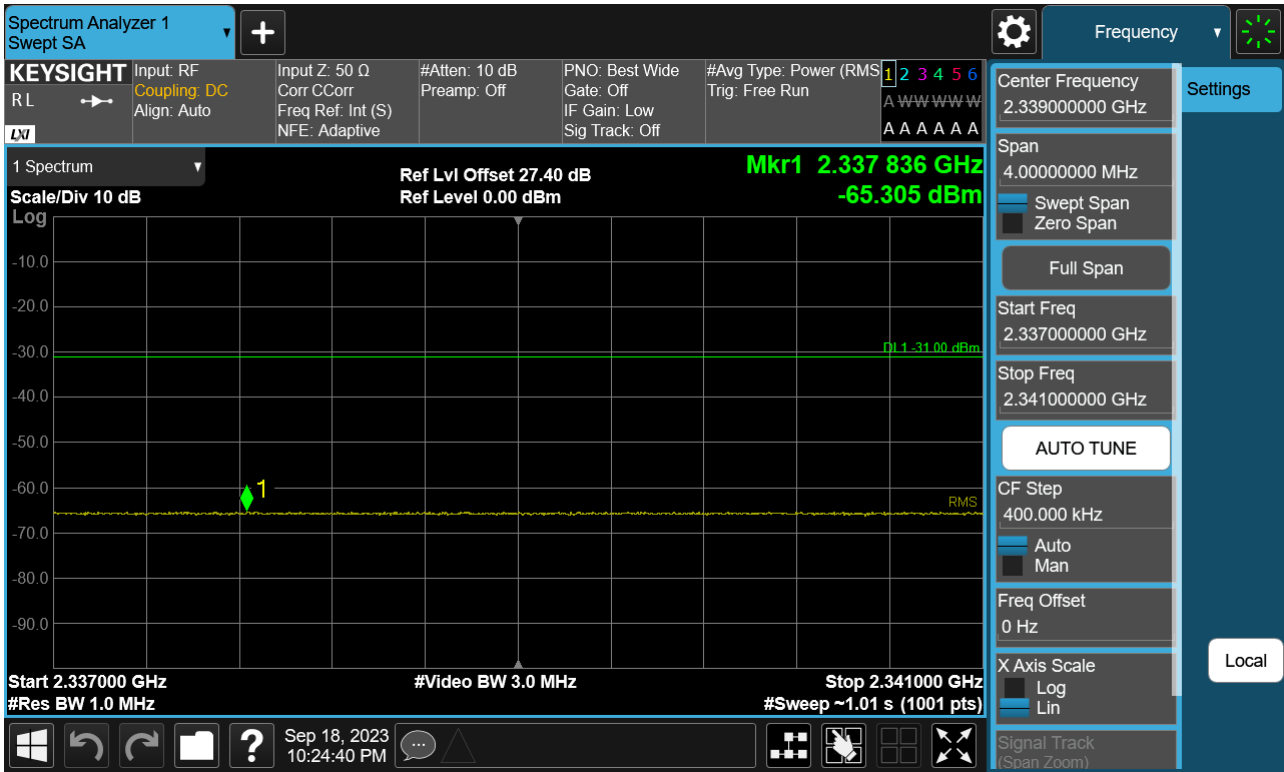 Spectrum Analyzer 1
Swept SA
+
Frequency
KEYSIGHT
RL
LXI
Input: RF
Coupling: DC
Align: Auto
Input Z: 50 Ω
Corr CCorr
Freq Ref: Int (S)
NFE: Adaptive
#Atten: 10 dB
Preamp: Off
PNO: Best Wide
Gate: Off
IF Gain: Low
Sig Track: Off
#Avg Type: Power (RMS
Trig: Free Run
1 2 3 4 5 6
A W W W W W
A A A A A A
1 Spectrum
Scale/Div 10 dB
Log
Ref Lvl Offset 27.40 dB
Ref Level 0.00 dBm
Mkr1 2.337 836 GHz
-65.305 dBm
-10.0
-20.0
-30.0
DL1 -31.00 dBm
-40.0
-50.0
-60.0
1
RMS
-70.0
-80.0
-90.0
Start 2.337000 GHz
#Video BW 3.0 MHz
Stop 2.341000 GHz
#Res BW 1.0 MHz
#Sweep ~1.01 s (1001 pts)
Center Frequency
2.339000000 GHz
Span
4.00000000 MHz
Swept Span
Zero Span
Full Span
Start Freq
2.337000000 GHz
Stop Freq
2.341000000 GHz
AUTO TUNE
CF Step
400.000 kHz
Auto
Man
Freq Offset
0 Hz
X Axis Scale
Log
Lin
Signal Track
(Span Zoom)
Settings
Local
?
Sep 18, 2023
10:24:40 PM